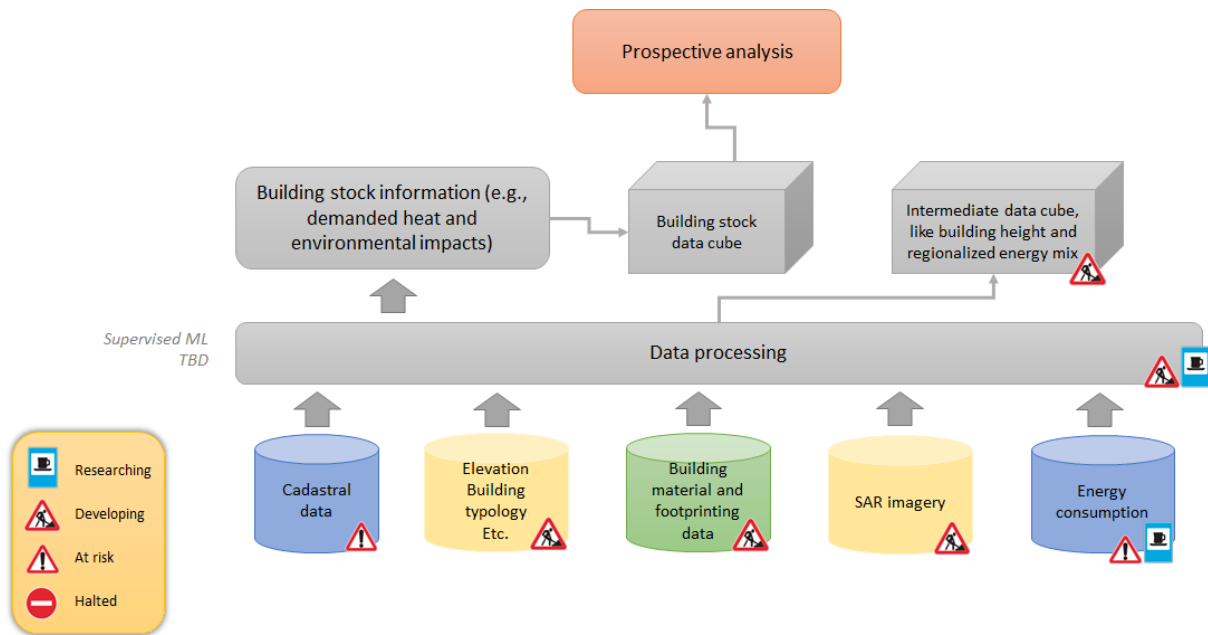 Prospective analysis
Building stock information (e.g.,
demanded heat and
environmental impacts)
Building stock
data cube
Intermediate data cube,
like building height and
regionalized energy mix
Supervised ML
TBD
Data processing
Cadastral
data
Elevation
Building
typology
Etc.
Building
material and
footprinting
data
SAR imagery
Energy
consumption
Researching
Developing
At risk
Halted